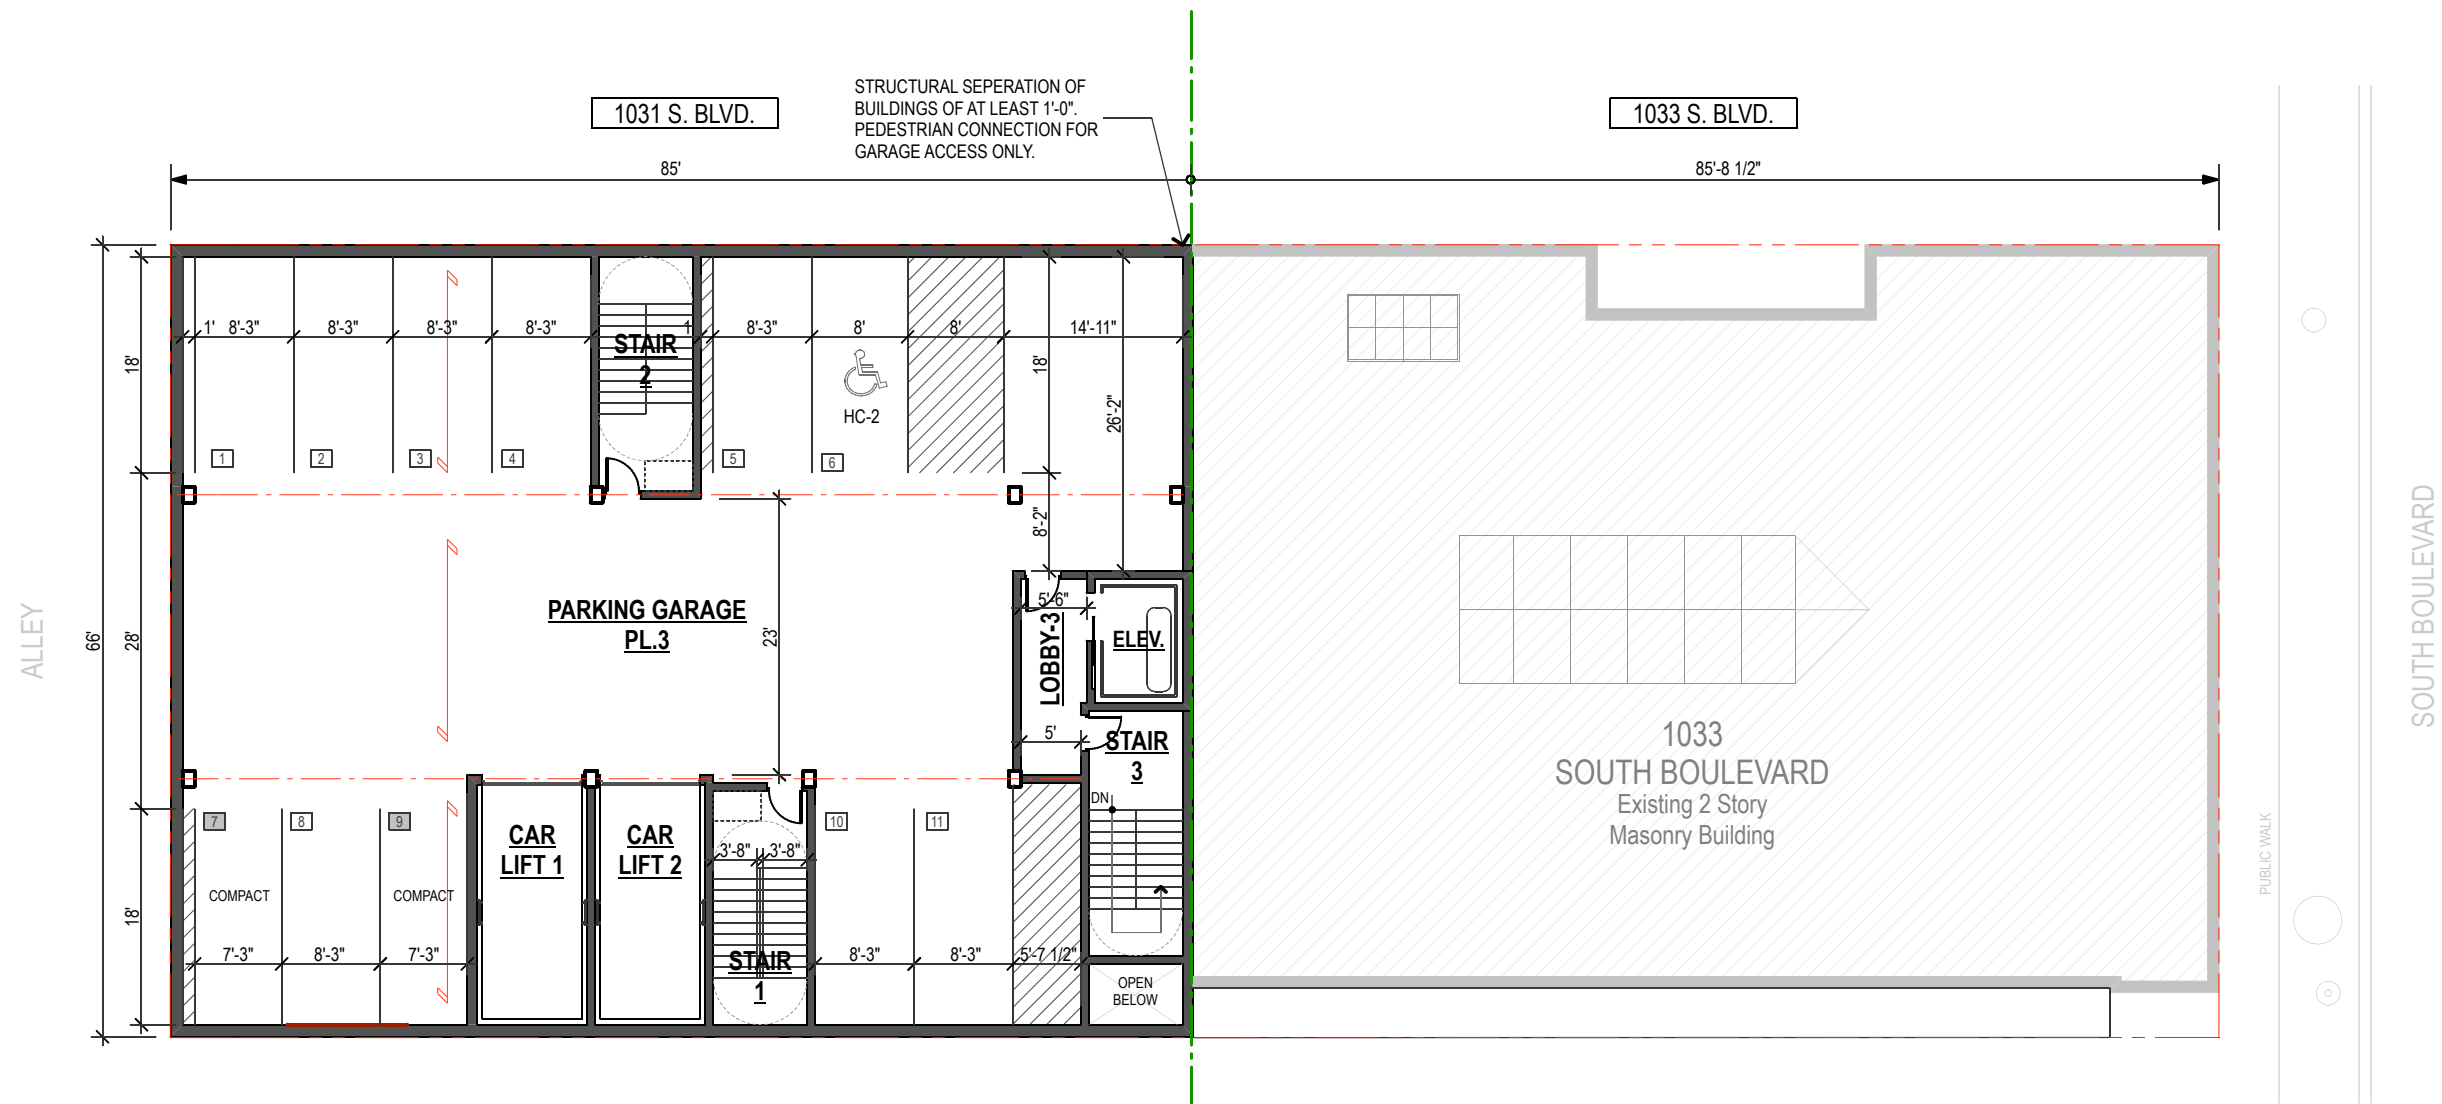 STRUCTURAL SEPERATION OF
BUILDINGS OF AT LEAST 1'-0".
PEDESTRIAN CONNECTION FOR
GARAGE ACCESS ONLY.
1031 S. BLVD.
1033 S. BLVD.
85'
85'-8 1/2"
1' 8'-3" 8'-3" 8'-3" 8'-3"
1 8'-3" 8' 8' 14'-11"
STAIR
2
18'
18'
26'-2"
HC-2
1 2 3 4 5 6
8'-2"
ALLEY
66'
28'
PARKING GARAGE
PL.3
23'
5'-6"
LOBBY-3
ELEV.
5'
STAIR
3
DN
SOUTH BOULEVARD
1033
SOUTH BOULEVARD
Existing 2 Story
Masonry Building
PUBLIC WALK
7 8 9 10 11
CAR
LIFT 1
CAR
LIFT 2
3'-8" 3'-8"
COMPACT COMPACT
18'
7'-3" 8'-3" 7'-3"
STAIR
1
8'-3" 8'-3" 5'-7 1/2"
OPEN
BELOW